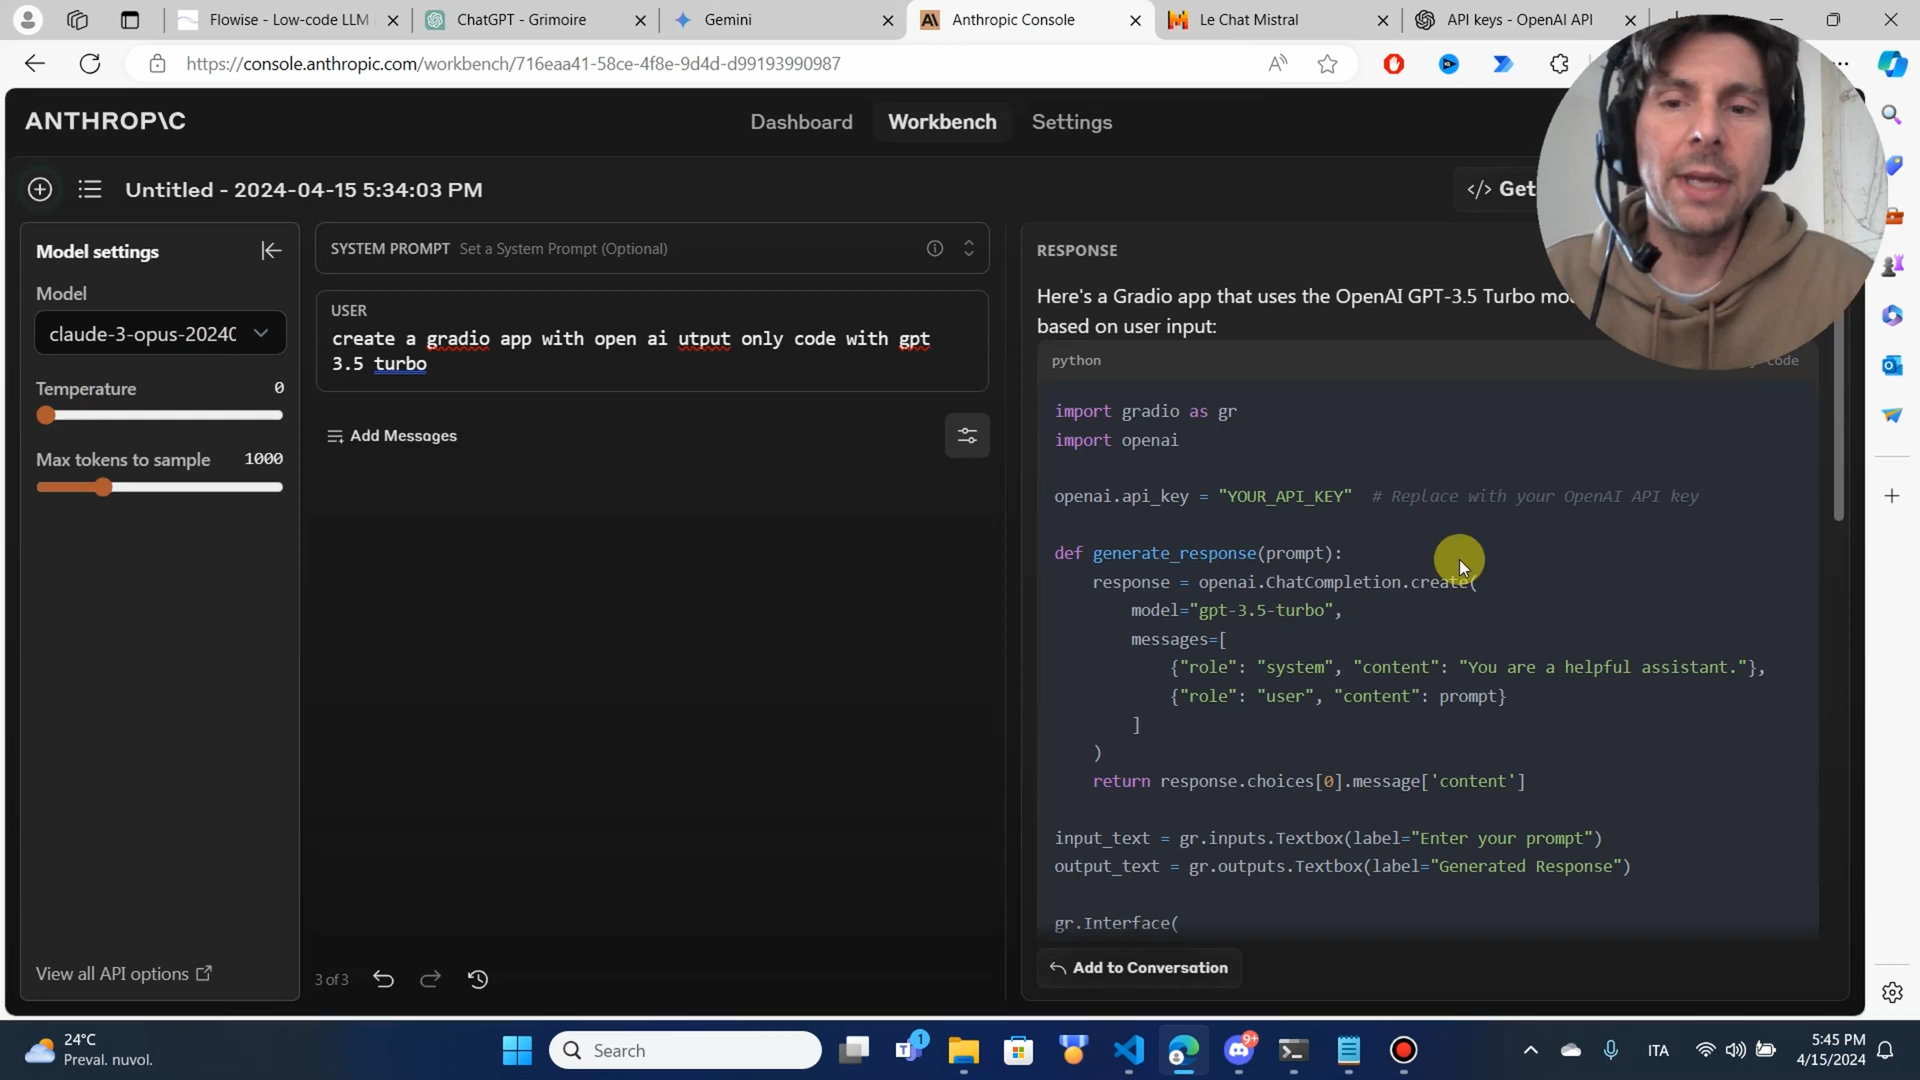 Flowise - Low-code LLM
ChatGPT - Grimoire
Gemini
Anthropic Console
Le Chat Mistral
API keys - OpenAI API
https://console.anthropic.com/workbench/716eaa41-58ce-4f8e-9d4d-d99193990987
ANTHROP\C
Dashboard
Workbench
Settings
Untitled - 2024-04-15 5:34:03 PM
</> Get
Model settings
Model
claude-3-opus-20240
Temperature 0
Max tokens to sample 1000
View all API options
SYSTEM PROMPT Set a System Prompt (Optional)
USER
create a gradio app with open ai utput only code with gpt
3.5 turbo
Add Messages
3 of 3
RESPONSE
Here's a Gradio app that uses the OpenAI GPT-3.5 Turbo
based on user input:
python
code
import gradio as gr
import openai
openai.api_key = "YOUR_API_KEY" # Replace with your OpenAI API key
def generate_response(prompt):
response = openai.ChatCompletion.create(
model="gpt-3.5-turbo",
messages=[
{"role": "system", "content": "You are a helpful assistant."},
{"role": "user", "content": prompt}
]
)
return response.choices[0].message['content']
input_text = gr.inputs.Textbox(label="Enter your prompt")
output_text = gr.outputs.Textbox(label="Generated Response")
gr.Interface(
Add to Conversation
24°C
Preval. nuvol.
Search
1
9+
ITA
5:45 PM
4/15/2024